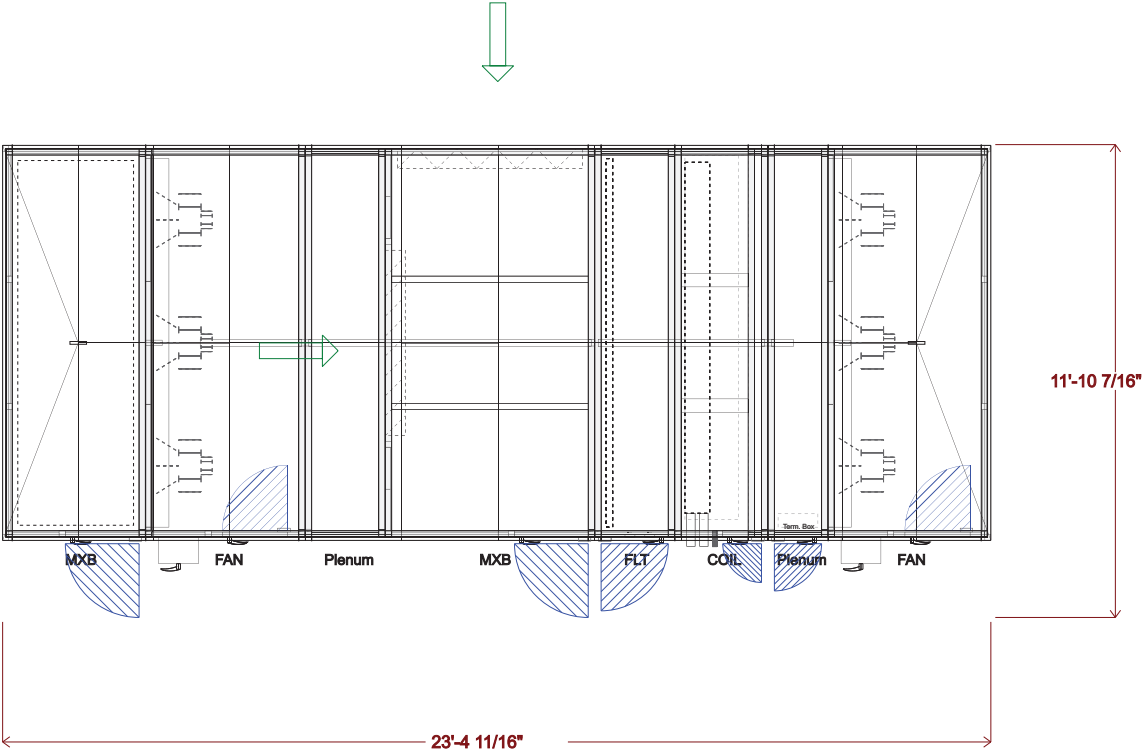 11'-10 7/16"
Term. Box
MXB
FAN
Plenum
MXB
FLT
COIL
Plenum
FAN
23'-4 11/16"